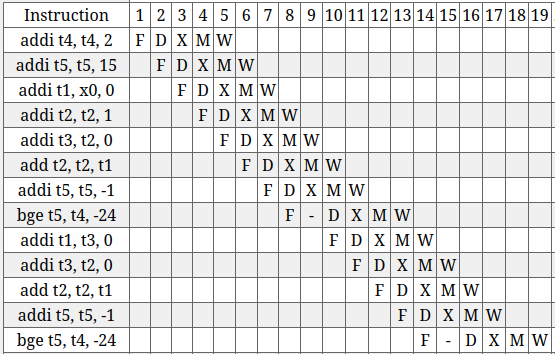 Instruction 1 2 3 4 5 6 7 8 9 10 11 12 13 14 15 16 17 18 19
addi t4, t4, 2 F D X M W
addi t5, t5, 15 F D X M W
addi t1, x0, 0 F D X M W
addi t2, t2, 1 F D X M W
addi t3, t2, 0 F D X M W
add t2, t2, t1 F D X M W
addi t5, t5, -1 F D X M W
bge t5, t4, -24 F - D X M W
addi t1, t3, 0 F D X M W
addi t3, t2, 0 F D X M W
add t2, t2, t1 F D X M W
addi t5, t5, -1 F D X M W
bge t5, t4, -24 F - D X M W